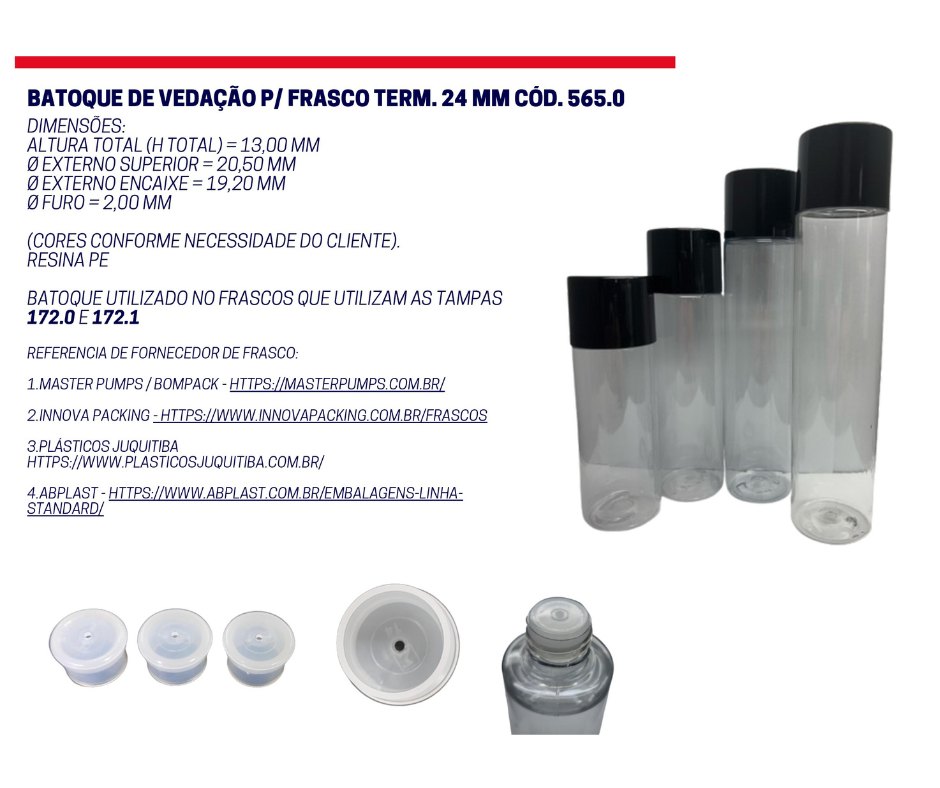 BATOQUE DE VEDAÇÃO P/ FRASCO TERM. 24 MM CÓD. 565.0
DIMENSÕES:
ALTURA TOTAL (H TOTAL) = 13,00 MM
Ø EXTERNO SUPERIOR = 20,50 MM
Ø EXTERNO ENCAIXE = 19,20 MM
Ø FURO = 2,00 MM
(CORES CONFORME NECESSIDADE DO CLIENTE).
RESINA PE
BATOQUE UTILIZADO NO FRASCOS QUE UTILIZAM AS TAMPAS
172.0 E 172.1
REFERENCIA DE FORNECEDOR DE FRASCO:
1.MASTER PUMPS / BOMPACK - HTTPS://MASTERPUMPS.COM.BR/
2.INNOVA PACKING - HTTPS://WWW.INNOVAPACKING.COM.BR/FRASCOS
3.PLÁSTICOS JUQUITIBA
HTTPS://WWW.PLASTICOSJUQUITIBA.COM.BR/
4.ABPLAST - HTTPS://WWW.ABPLAST.COM.BR/EMBALAGENS-LINHA-
STANDARD/